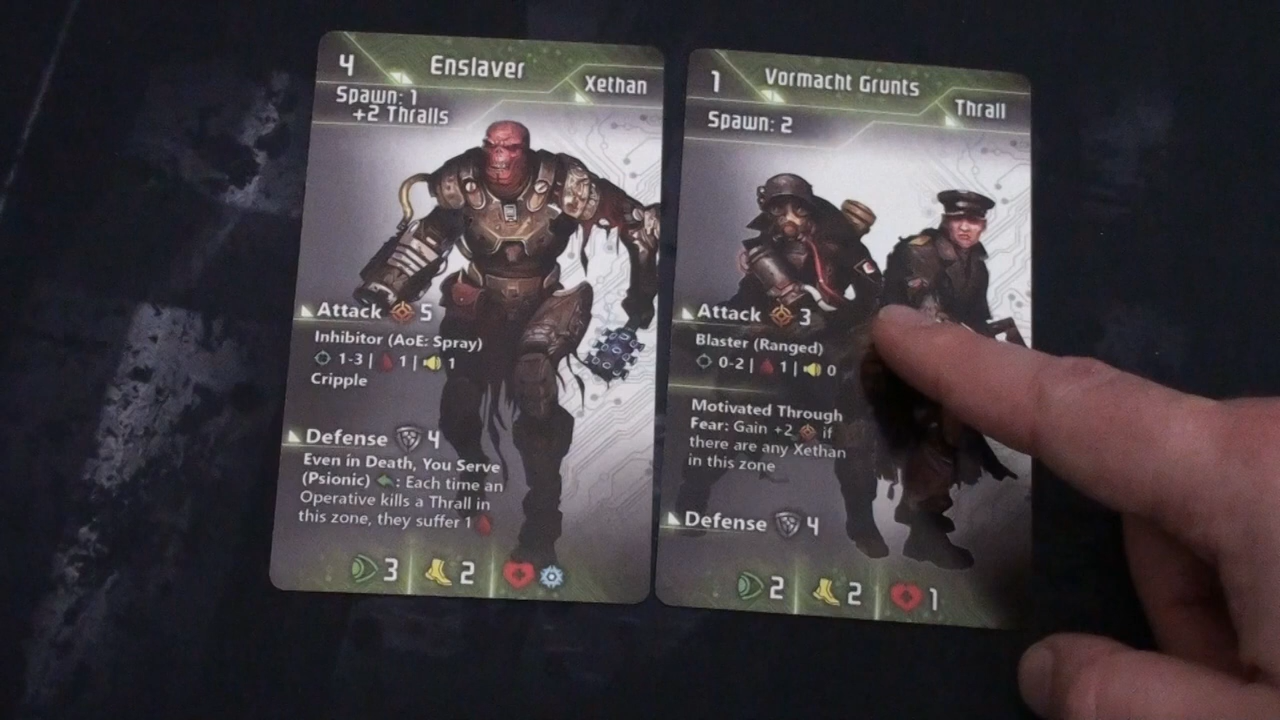 4 Enslaver
Xethan
Spawn: 1
+2 Thralls
Attack 5
Inhibitor (AoE: Spray)
1-3 | 1 | 1
Cripple
Defense 4
Even in Death, You Serve
(Psionic) : Each time an
Operative kills a Thrall in
this zone, they suffer 1
3 2
1 Vormacht Grunts
Thrall
Spawn: 2
Attack 3
Blaster (Ranged)
0-2 | 1 | 0
Motivated Through
Fear: Gain +2 if
there are any Xethan
in this zone
Defense 4
2 2 1